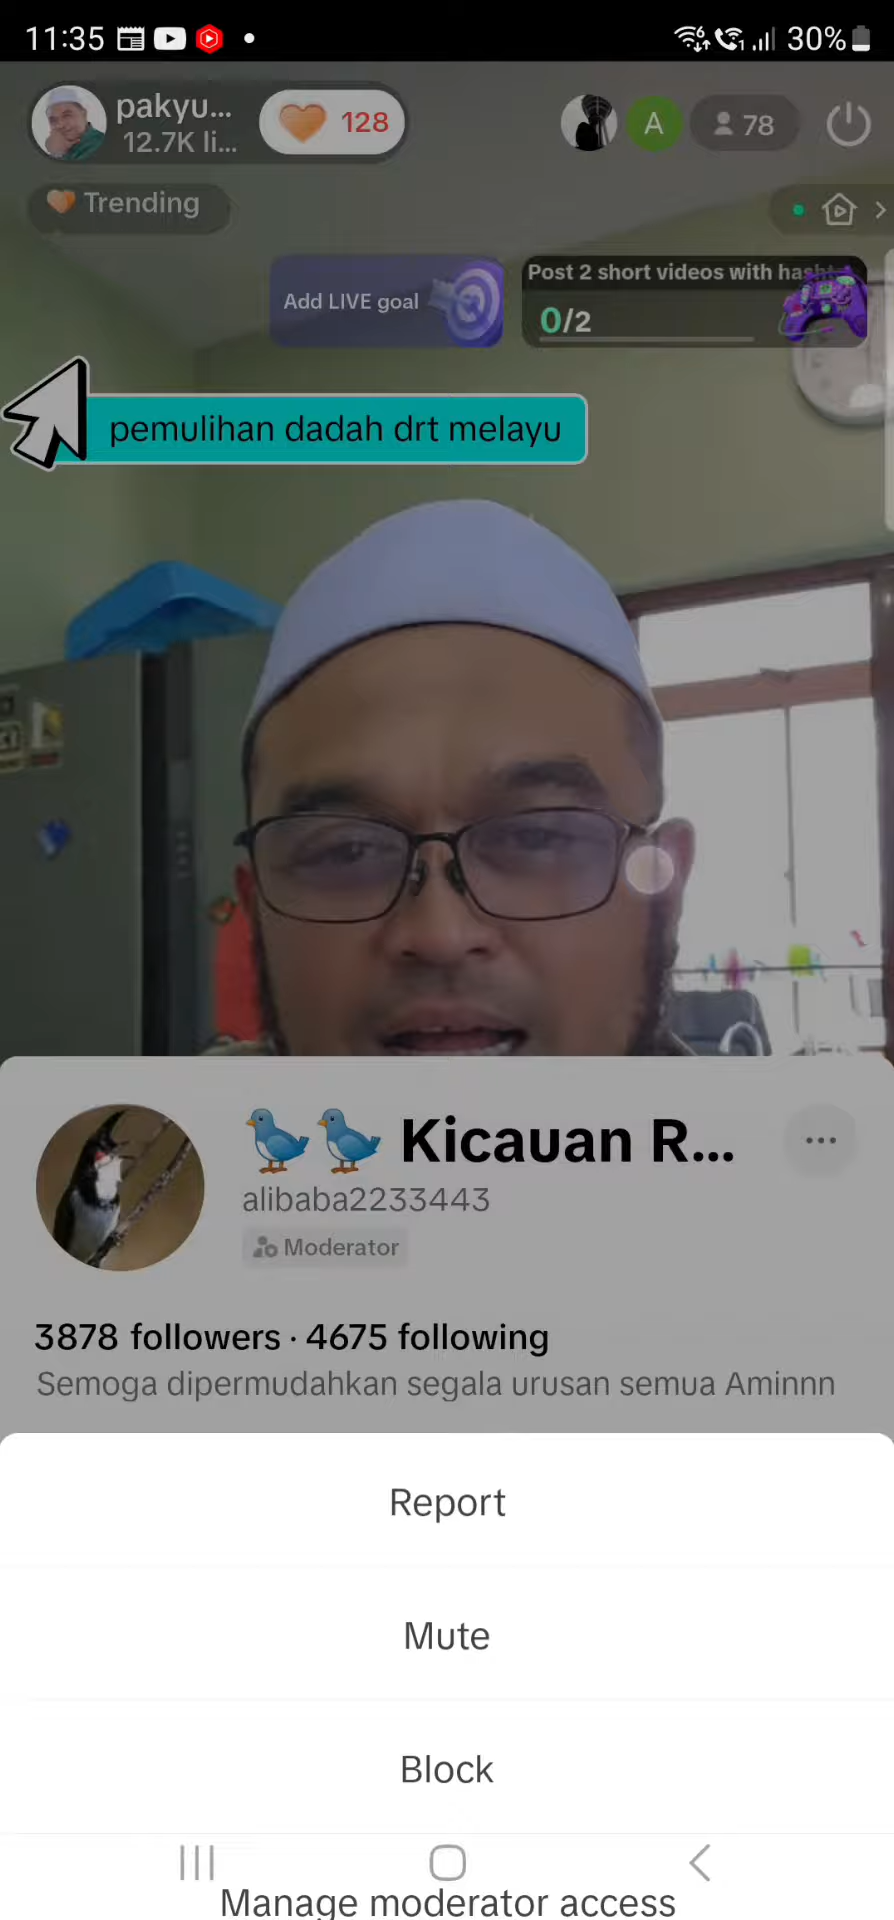 11:35
30%
pakyu...
12.7K li...
128
A
78
Trending
Add LIVE goal
Post 2 short videos with hasht
0/2
pemulihan dadah drt melayu
Kicauan R...
alibaba2233443
Moderator
3878 followers · 4675 following
Semoga dipermudahkan segala urusan semua Aminnn
Report
Mute
Block
Manage moderator access